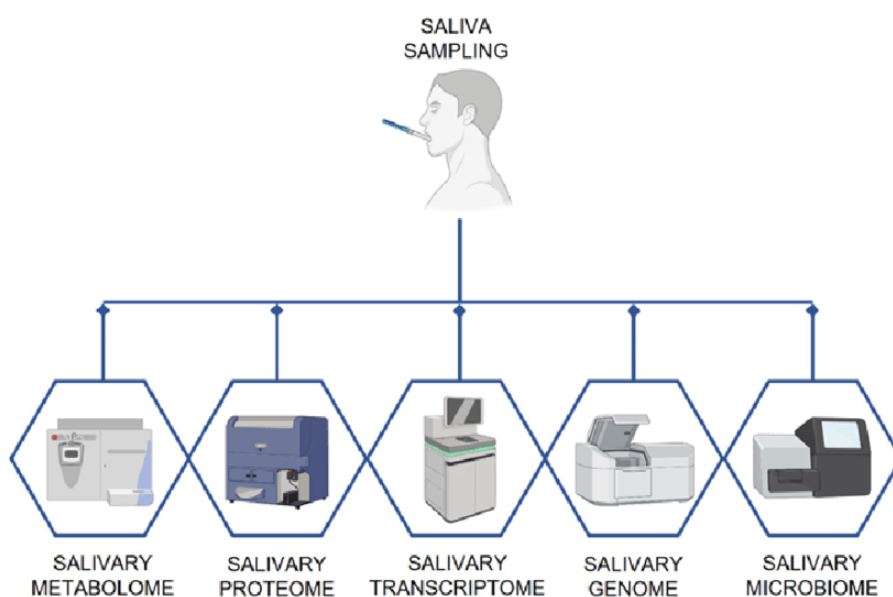 SALIVA
SAMPLING
SALIVARY
METABOLOME
SALIVARY
PROTEOME
SALIVARY
TRANSCRIPTOME
SALIVARY
GENOME
SALIVARY
MICROBIOME